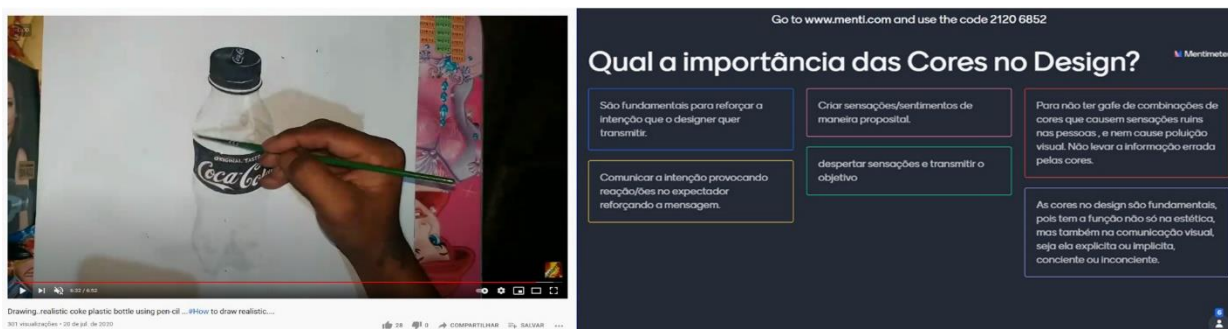 ORIGINAL TASTE
Coca-Cola
6:32 / 6:52
Drawing..realistic coke plastic bottle using pen-cil ... #How to draw realistic....
301 visualizações • 20 de jul. de 2020
28
0
COMPARTILHAR
SALVAR
Go to www.menti.com and use the code 2120 6852
Qual a importância das Cores no Design?
Mentimeter
São fundamentais para reforçar a
intenção que o designer quer
transmitir.
Comunicar a intenção provocando
reação/ões no expectador
reforçando a mensagem.
Criar sensações/sentimentos de
maneira proposital.
despertar sensações e transmitir o
objetivo
Para não ter gafe de combinações de
cores que causem sensações ruins
nas pessoas , e nem cause poluição
visual. Não levar a informação errada
pelas cores.
As cores no design são fundamentais,
pois tem a função não só na estética,
mas também na comunicação visual,
seja ela explicita ou implicita,
conciente ou inconciente.